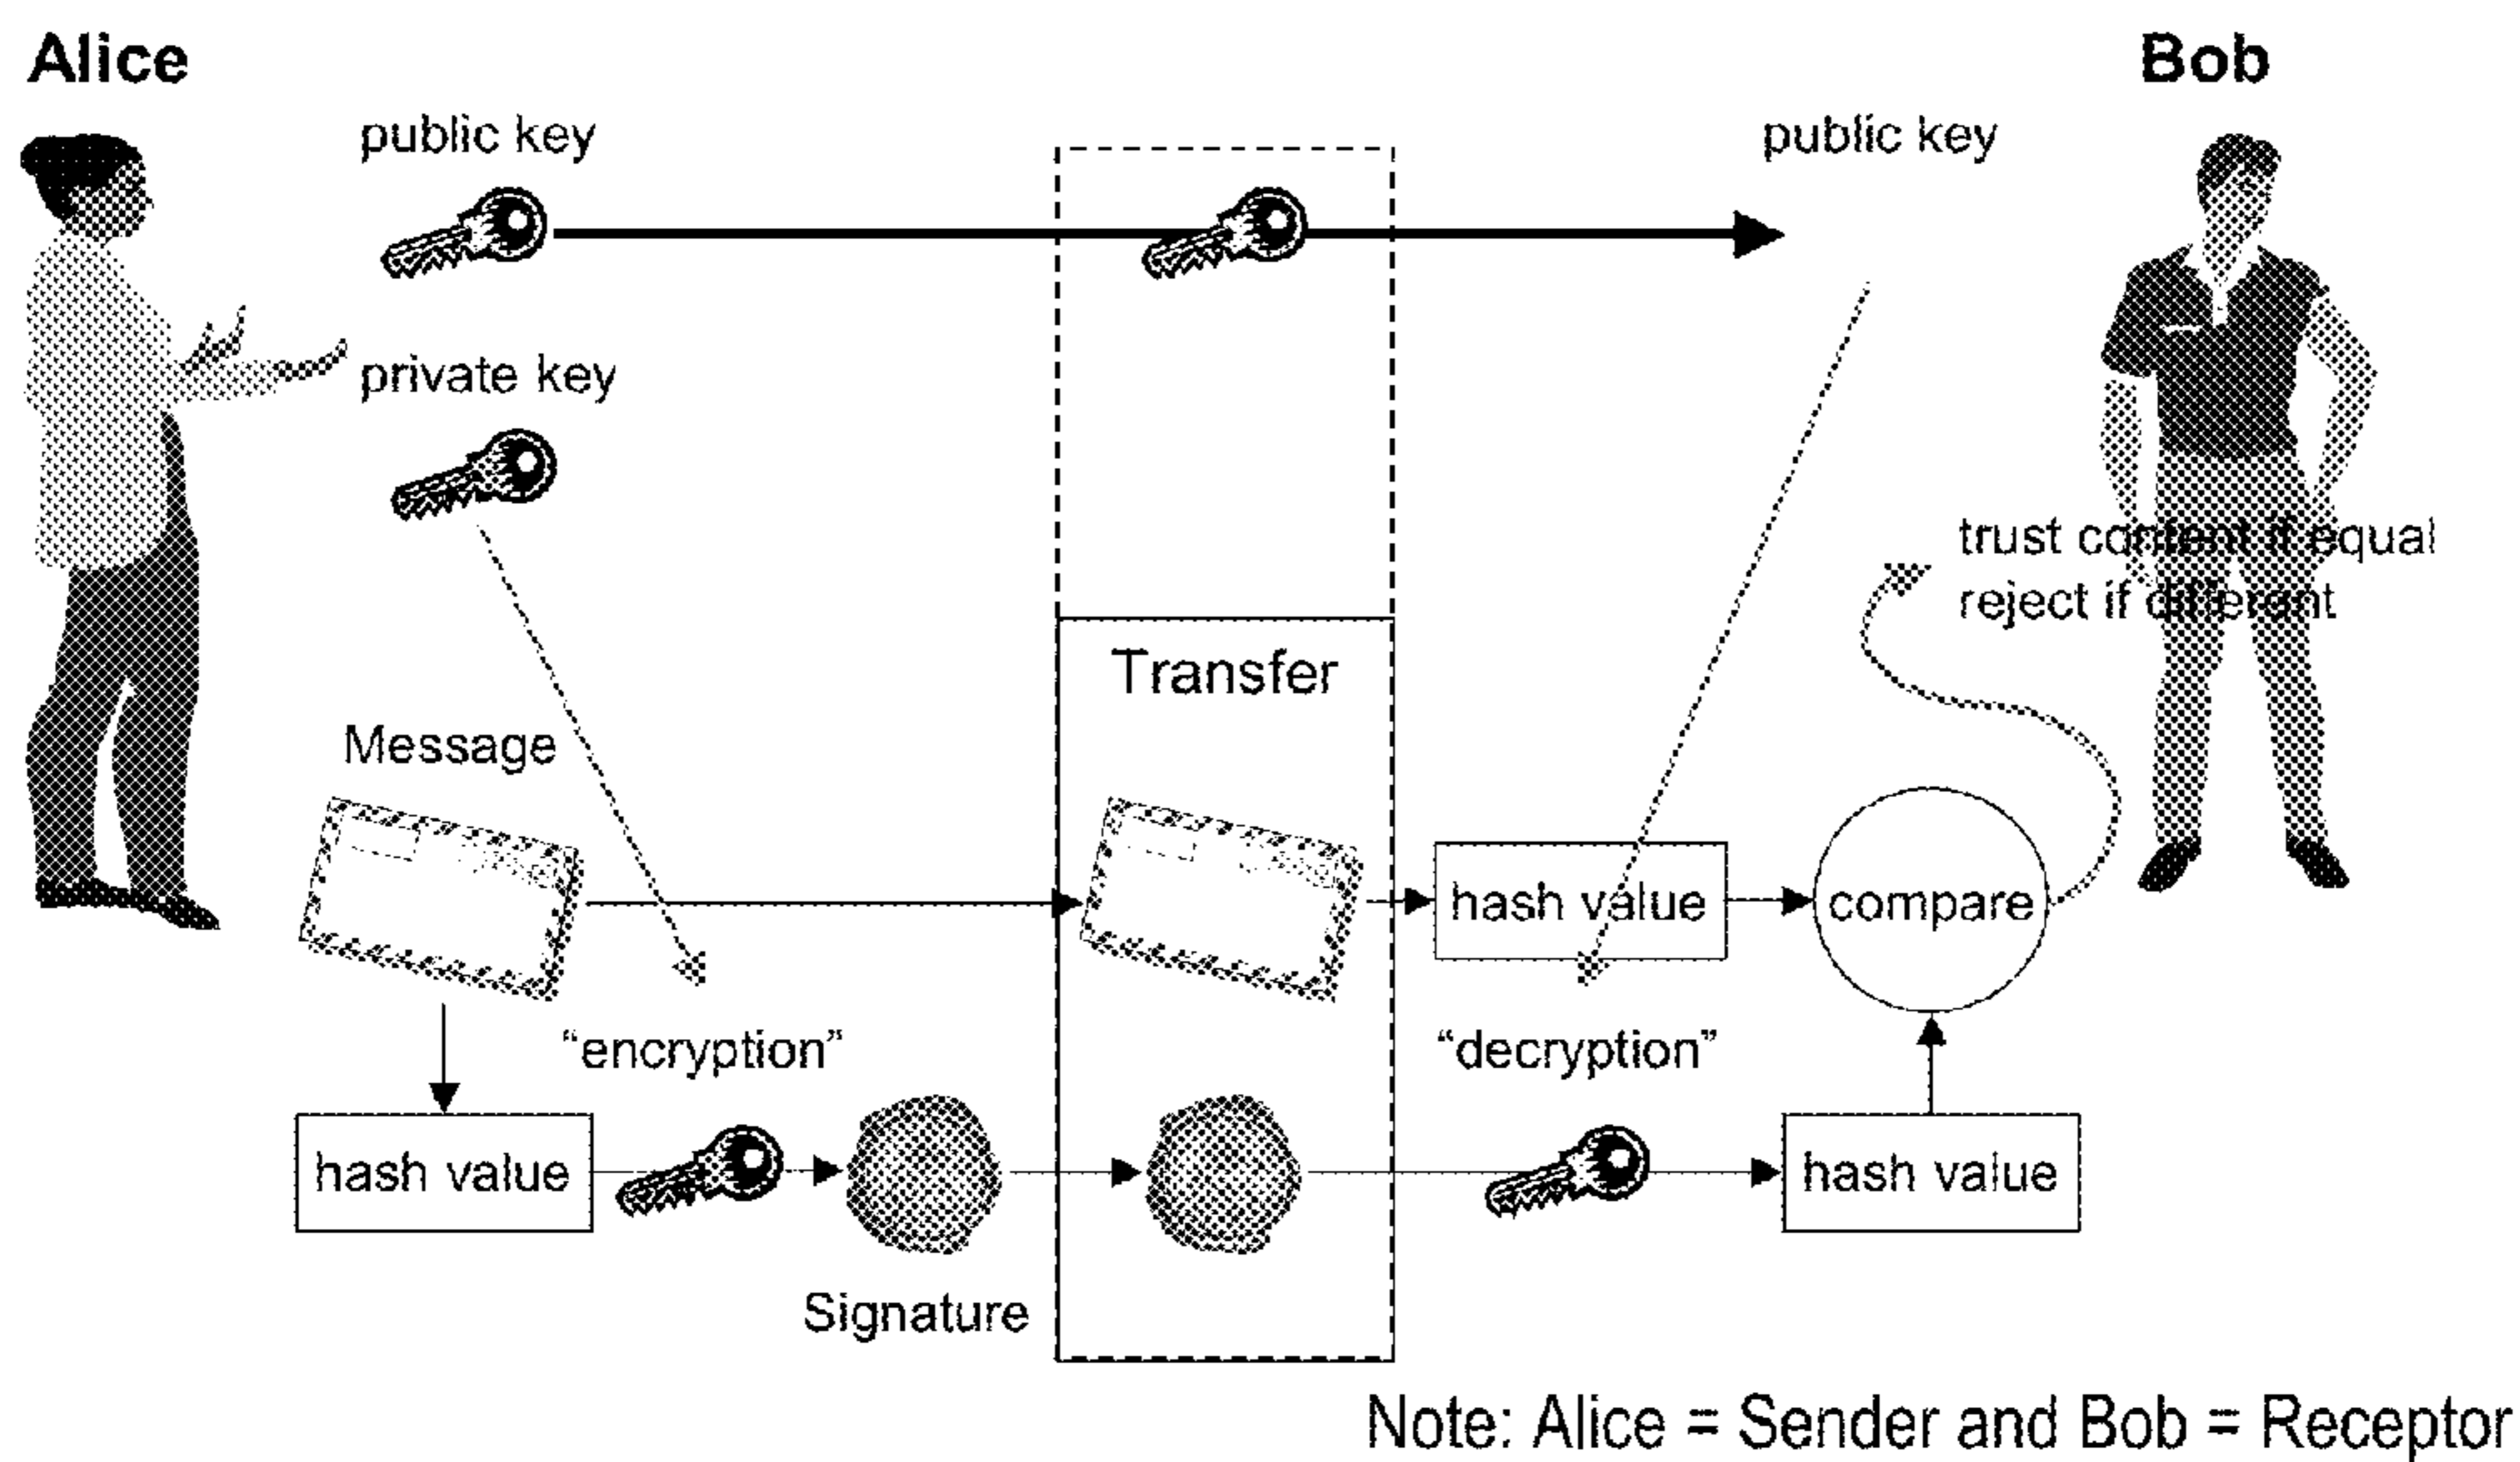 Alice
Bob
public key
public key
private key
trust content if equal
reject if different
Transfer
Message
hash value
compare
“encryption”
“decryption”
hash value
hash value
Signature
Note: Alice = Sender and Bob = Receptor